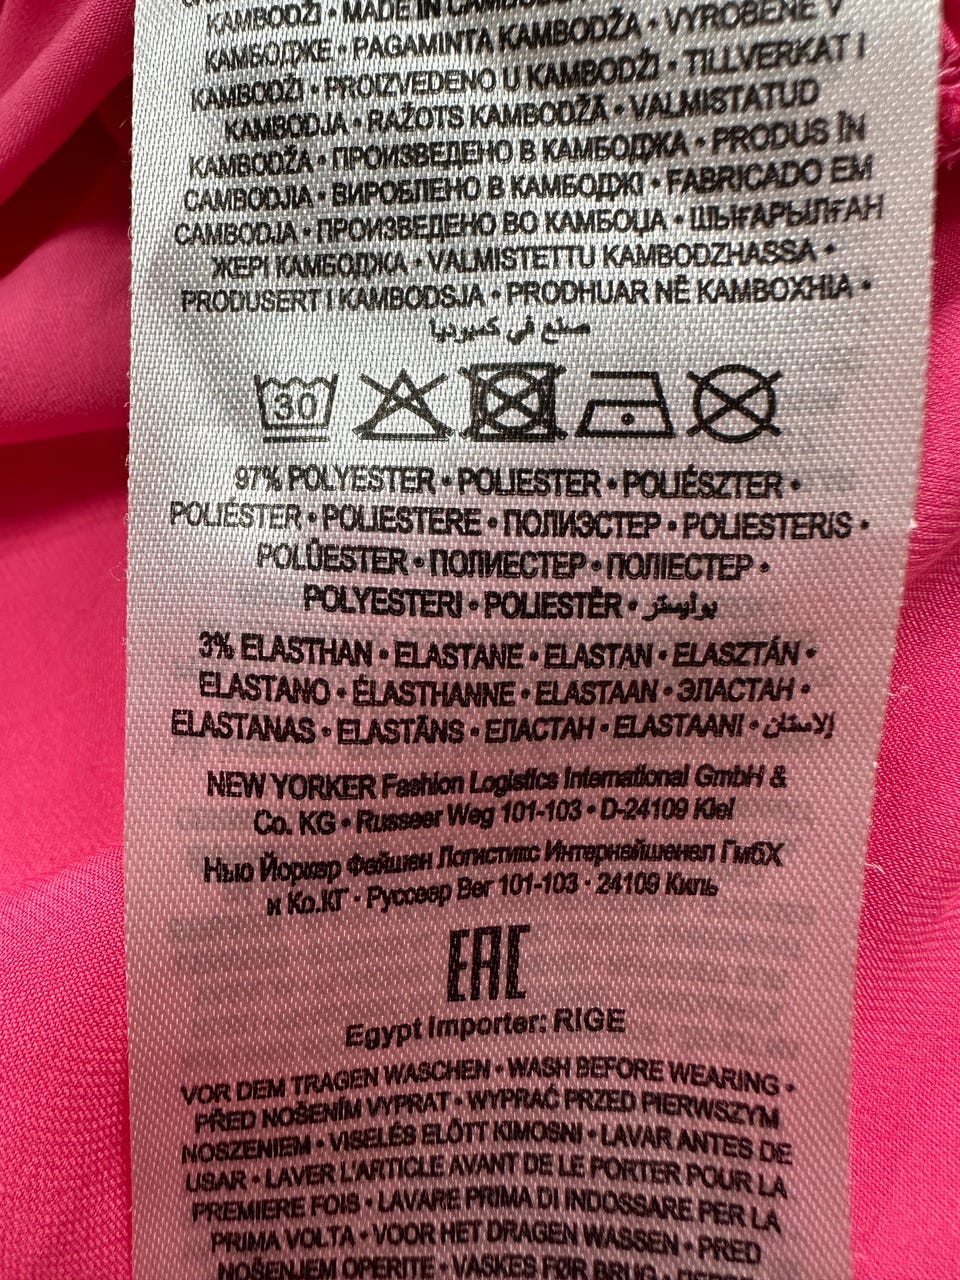 KAMBODŽI • MADE IN
КАМБОДЖЕ • PAGAMINTA KAMBODŽA • VYROBENE V
KAMBODŽI • PROIZVEDENO U KAMBODŽI • TILLVERKAT I
KAMBODJA • RAŽOTS KAMBODŽĀ • VALMISTATUD
KAMBODŽA • ПРОИЗВЕДЕНО В КАМБОДЖА • PRODUS ÎN
CAMBODJIA • ВИРОБЛЕНО В КАМБОДЖІ • FABRICADO EM
CAMBODJA • ПРОИЗВЕДЕНО ВО КАМБОЏА • ШЫҒАРЫЛҒАН
ЖЕРІ КАМБОДЖА • VALMISTETTU KAMBODZHASSA •
PRODUSERT I KAMBODSJA • PRODHUAR NË KAMBOXHIA •
صنع في كمبوديا
30
97% POLYESTER • POLIESTER • POLIÉSZTER •
POLIÉSTER • POLIESTERE • ПОЛИЭСТЕР • POLIESTERIS •
POLÜESTER • ПОЛИЕСТЕР • ПОЛІЕСТЕР •
POLYESTERI • POLIESTËR • بوليستر
3% ELASTHAN • ELASTANE • ELASTAN • ELASZTÁN •
ELASTANO • ÉLASTHANNE • ELASTAAN • ЭЛАСТАН •
ELASTANAS • ELASTĀNS • ЕЛАСТАН • ELASTAANI • إلاستان
NEW YORKER Fashion Logistics International GmbH &
Co. KG • Russeer Weg 101-103 • D-24109 Kiel
Нью Йоркер Фейшен Логистикс Интернейшенел ГмбХ
и Ко.КГ · Руссеер Вег 101-103 · 24109 Киль
EAC
Egypt Importer: RIGE
VOR DEM TRAGEN WASCHEN • WASH BEFORE WEARING •
PŘED NOŠENÍM VYPRAT • WYPRAĆ PRZED PIERWSZYM
NOSZENIEM • VISELÉS ELŐTT KIMOSNI • LAVAR ANTES DE
USAR • LAVER L'ARTICLE AVANT DE LE PORTER POUR LA
PREMIERE FOIS • LAVARE PRIMA DI INDOSSARE PER LA
PRIMA VOLTA • VOOR HET DRAGEN WASSEN • PRED
NOŠENJEM OPERITE • VASKES FØR BRUG •